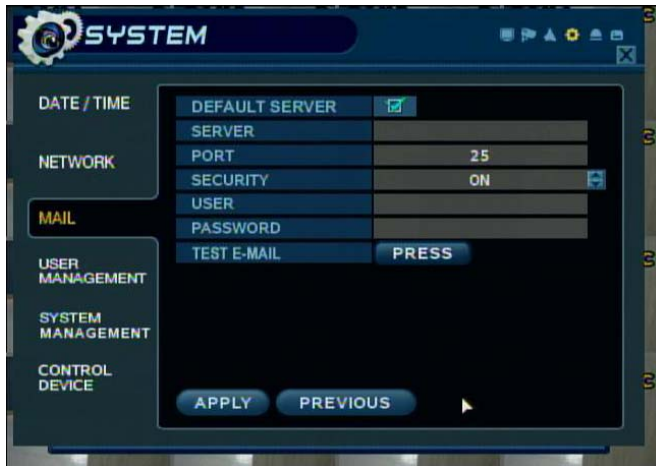 SYSTEM
DATE / TIME
NETWORK
MAIL
USER
MANAGEMENT
SYSTEM
MANAGEMENT
CONTROL
DEVICE
DEFAULT SERVER
SERVER
PORT 25
SECURITY ON
USER
PASSWORD
TEST E-MAIL PRESS
APPLY PREVIOUS